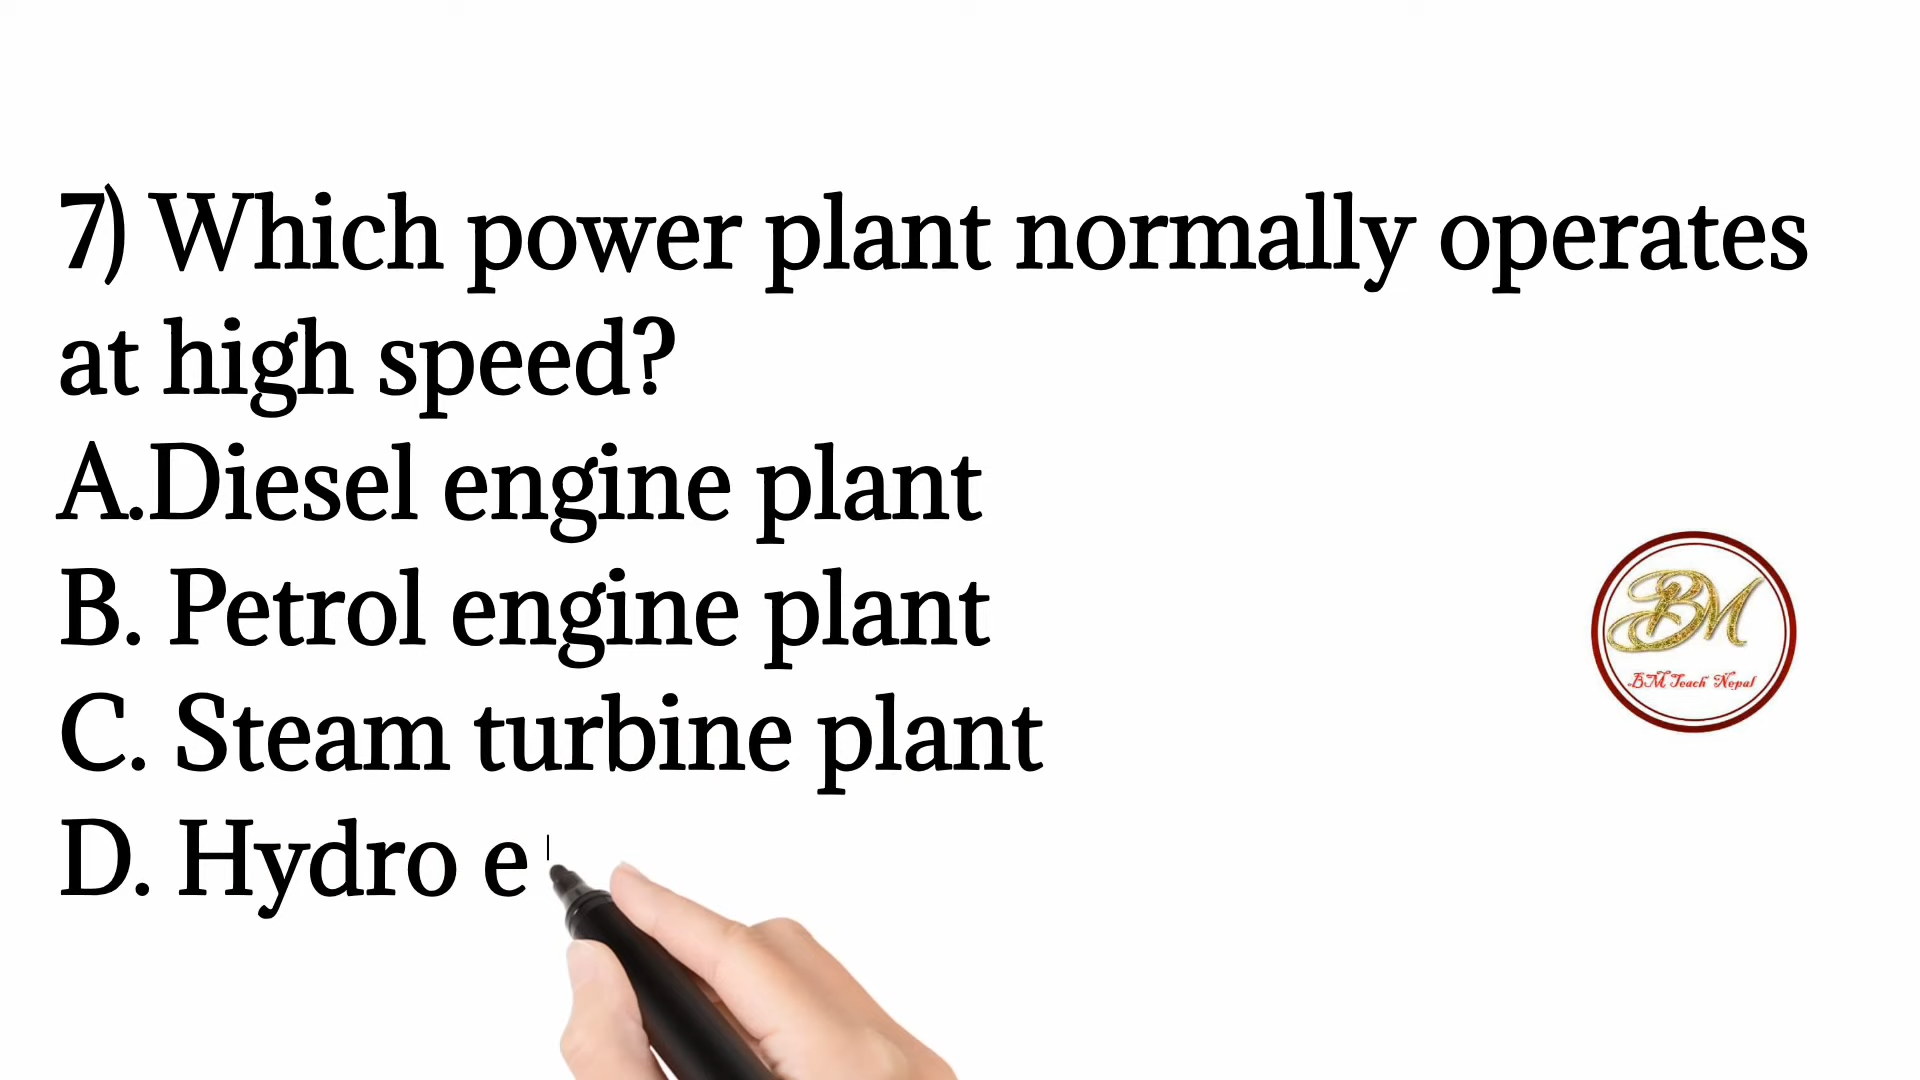 7) Which power plant normally operates
at high speed?
A.Diesel engine plant
B. Petrol engine plant
C. Steam turbine plant
D. Hydro e
BM
BM Teach Nepal